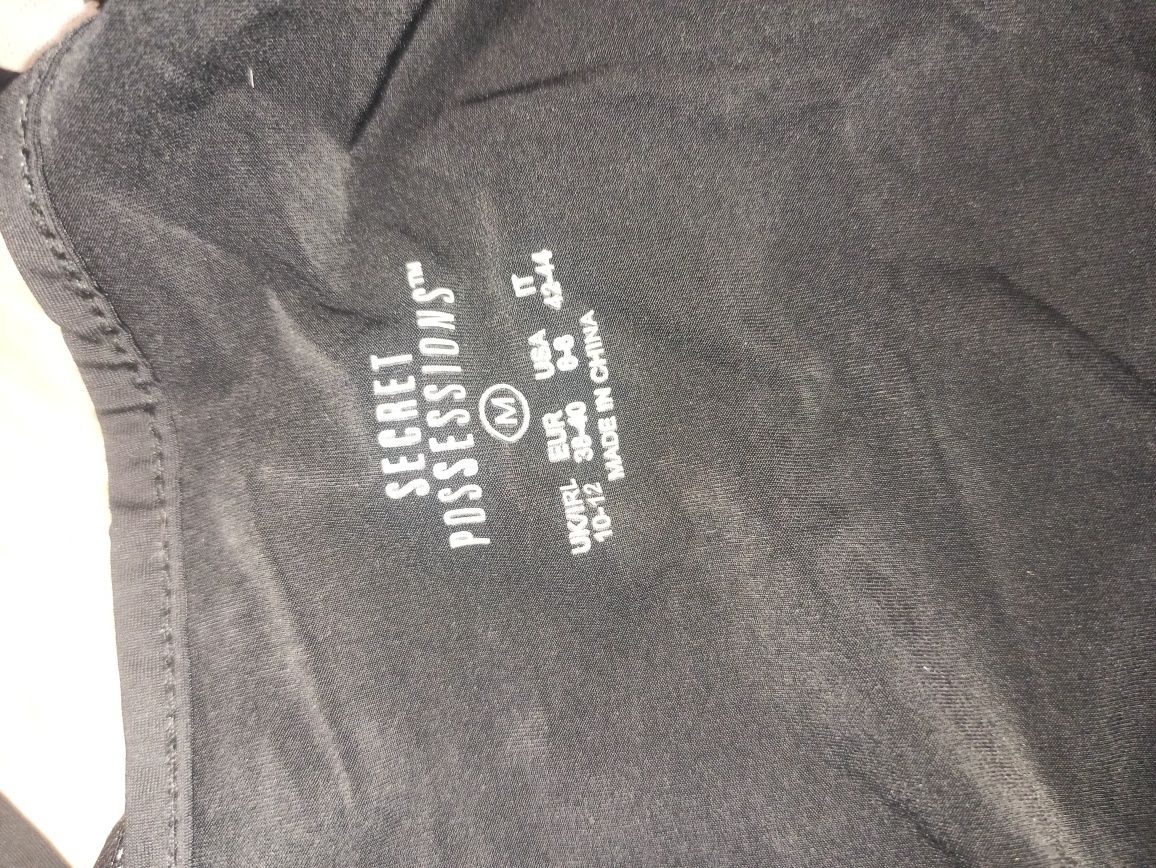 SECRET
POSSESSIONS™
M
UK/IRL EUR USA IT
10-12 38-40 6-8 42-44
MADE IN CHINA